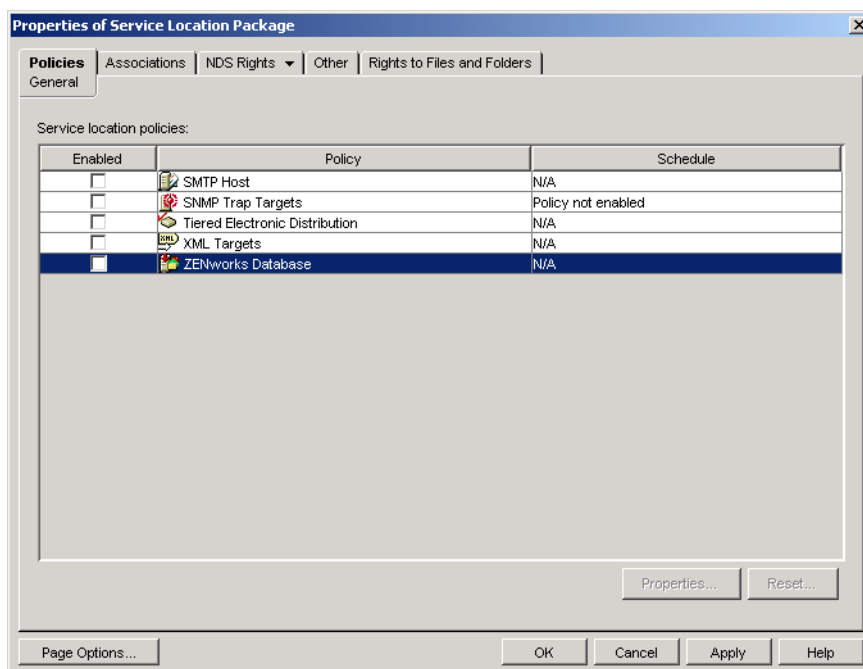 Properties of Service Location Package
Policies Associations NDS Rights Other Rights to Files and Folders
General
Service location policies:
Enabled Policy Schedule
SMTP Host N/A
SNMP Trap Targets Policy not enabled
Tiered Electronic Distribution N/A
XML XML Targets N/A
ZENworks Database N/A
Properties... Reset...
Page Options... OK Cancel Apply Help